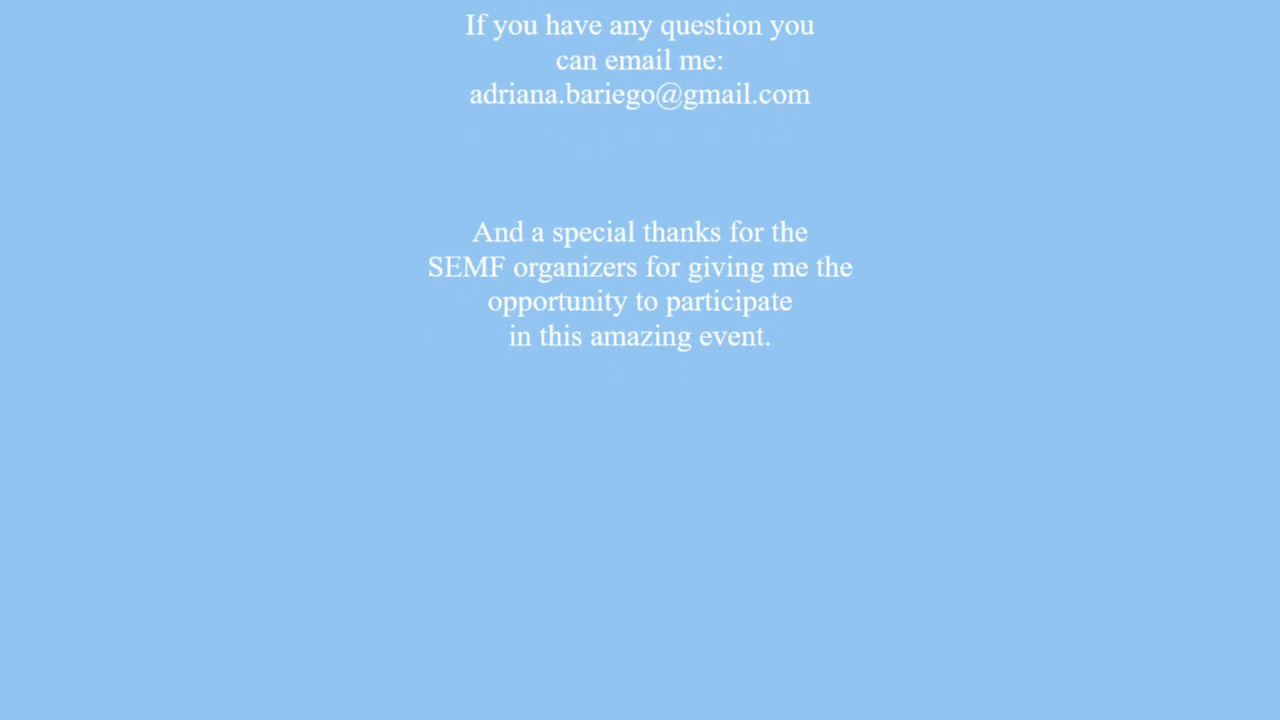 If you have any question you
can email me:
adriana.bariego@gmail.com
And a special thanks for the
SEMF organizers for giving me the
opportunity to participate
in this amazing event.